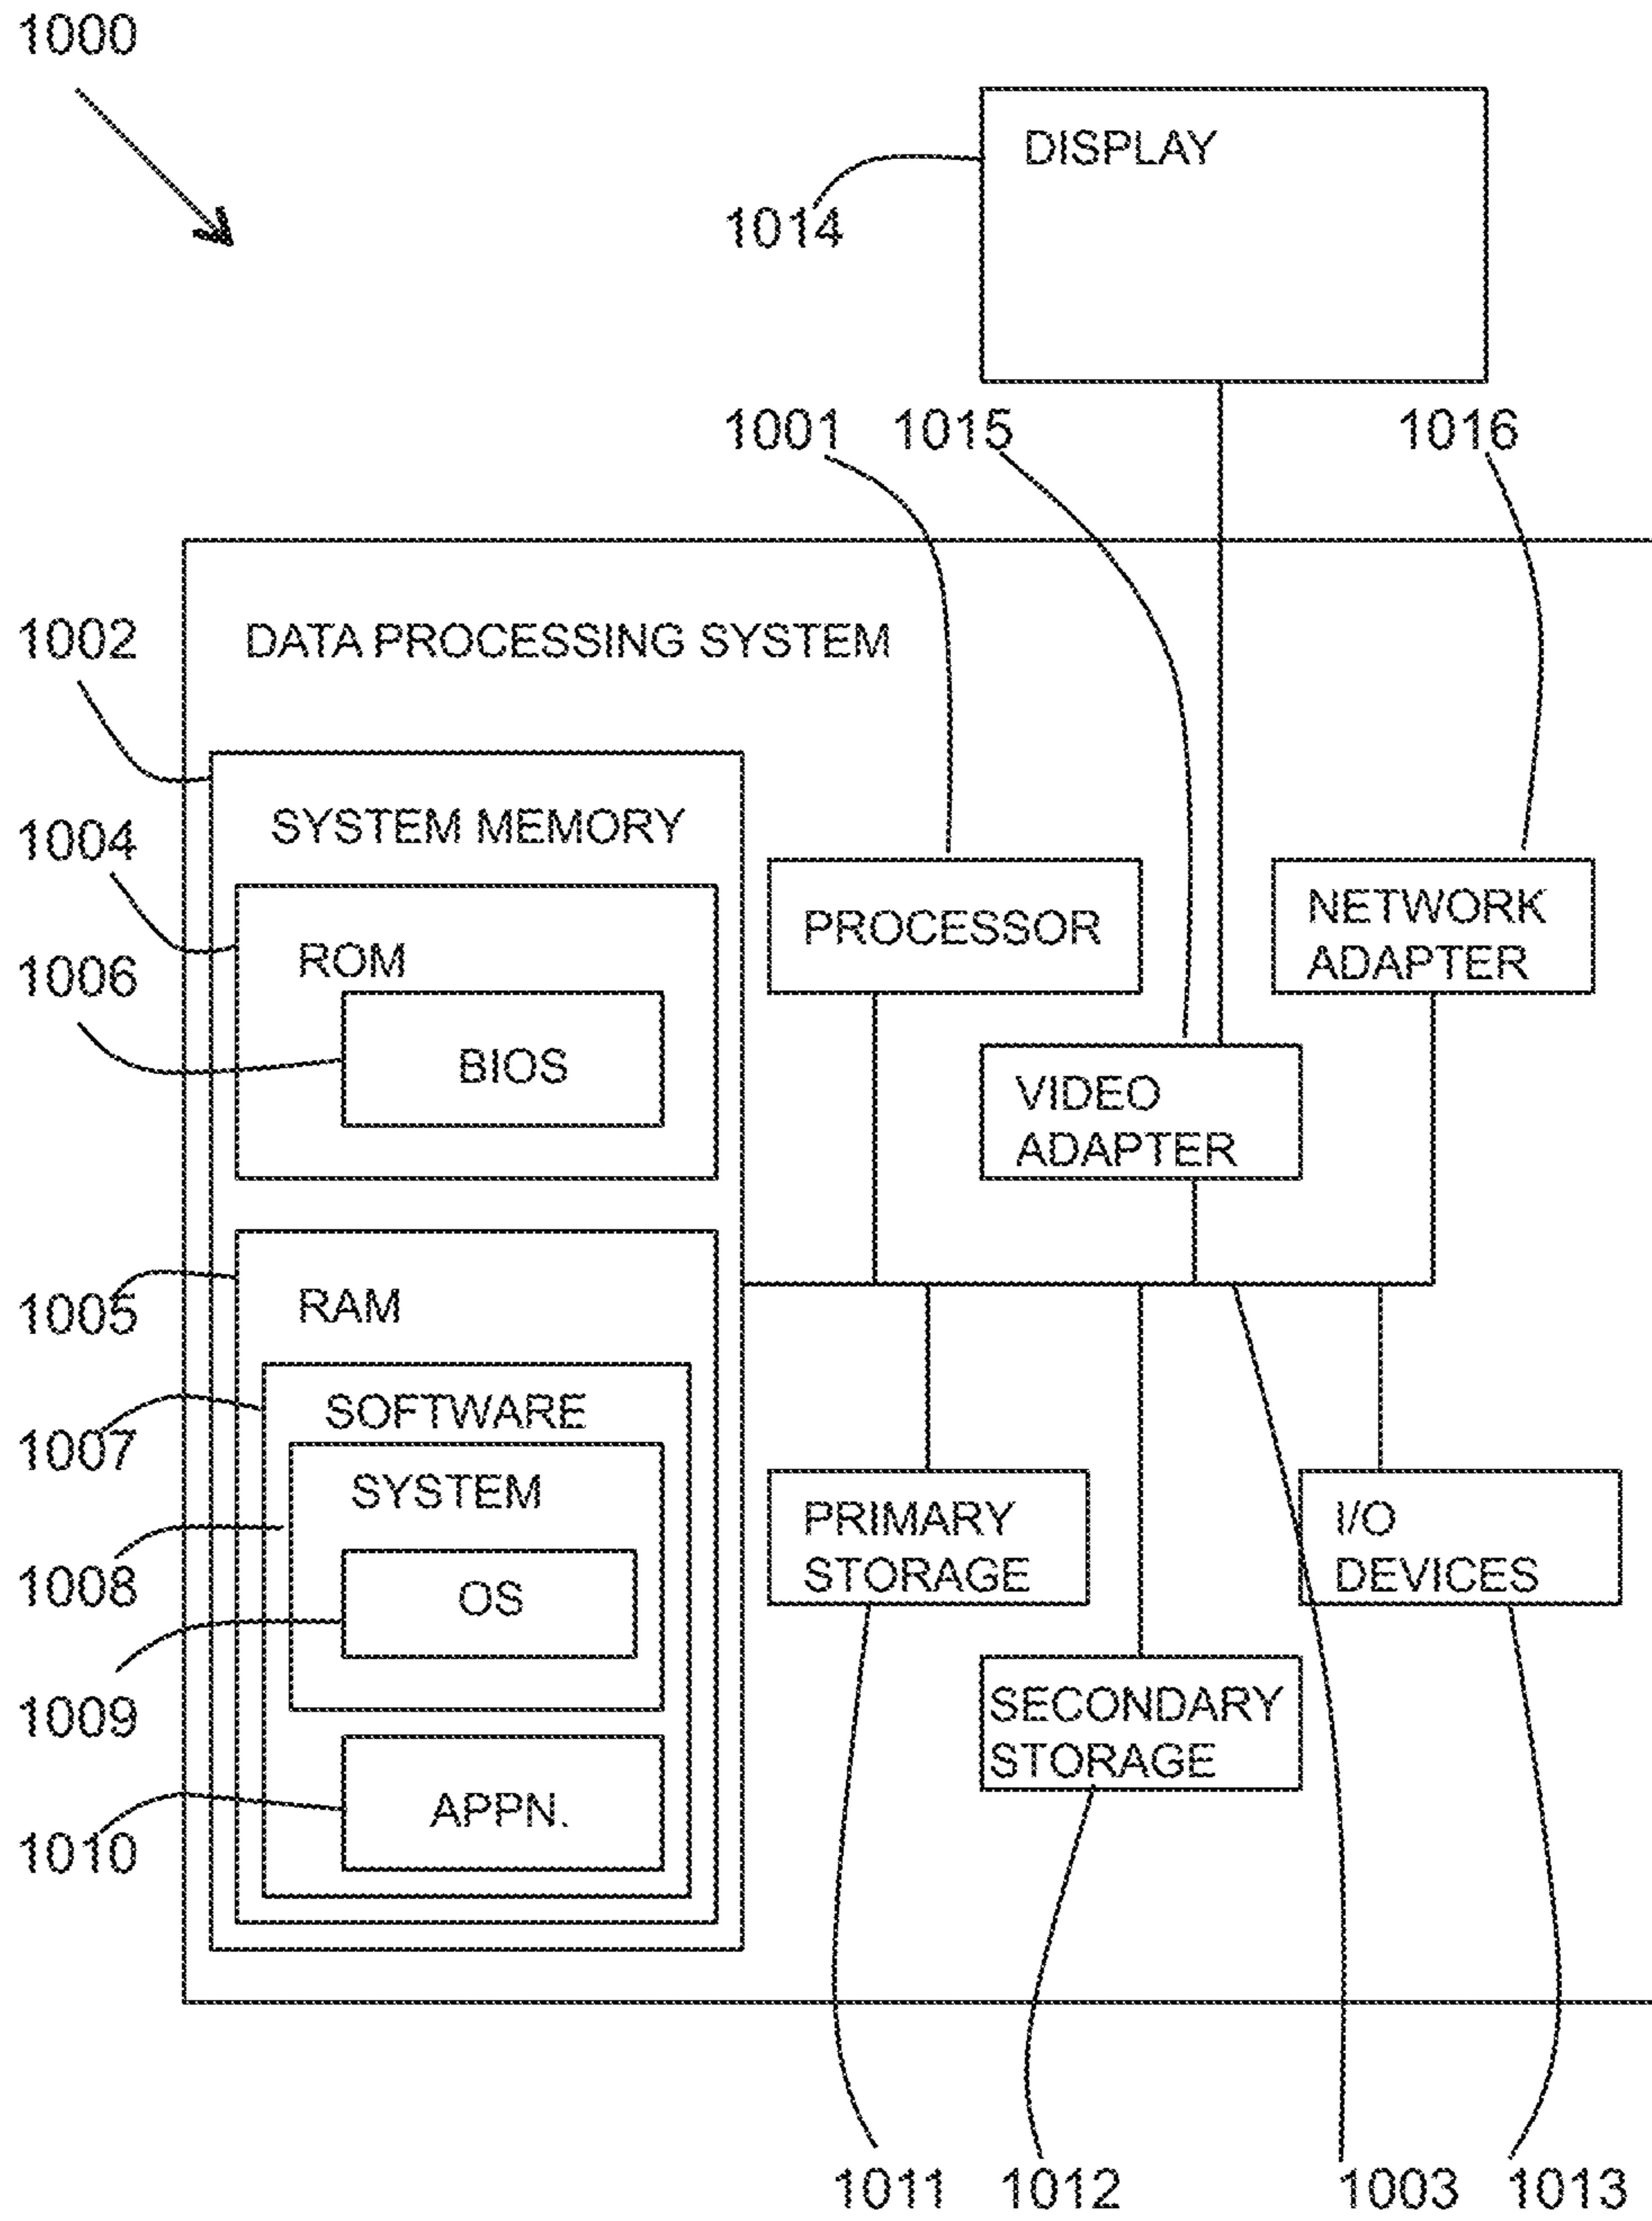 1000
DISPLAY
1014
1001
1015
1016
1002
DATA PROCESSING SYSTEM
SYSTEM MEMORY
1004
ROM
1006
BIOS
PROCESSOR
NETWORK
ADAPTER
VIDEO
ADAPTER
1005
RAM
1007
SOFTWARE
SYSTEM
1008
OS
1009
APPN.
1010
PRIMARY
STORAGE
I/O
DEVICES
SECONDARY
STORAGE
1011
1012
1003
1013